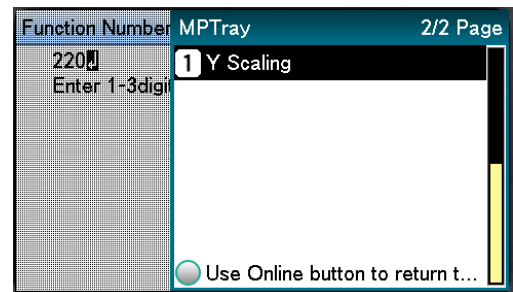 Function Number
220
Enter 1-3digi
MPTray 2/2 Page
1 Y Scaling
Use Online button to return t...